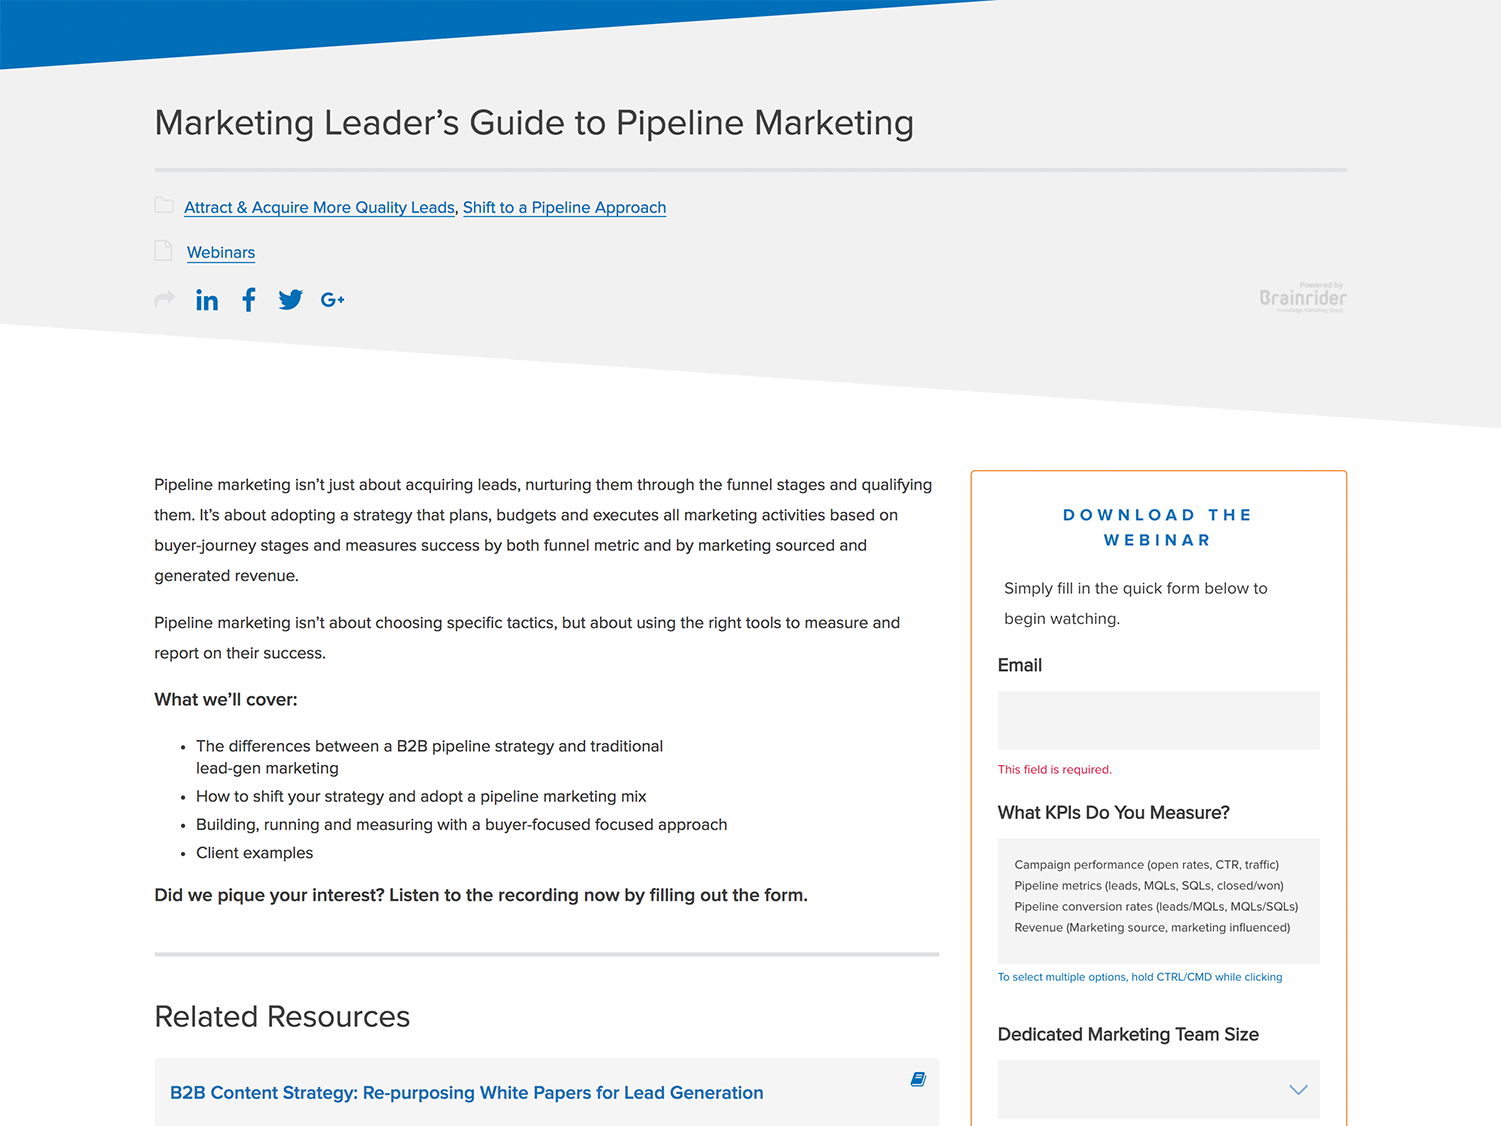 Marketing Leader’s Guide to Pipeline Marketing
Attract & Acquire More Quality Leads, Shift to a Pipeline Approach
Webinars
G+
Powered by
Brainrider
Knowledge Marketing Group
Pipeline marketing isn’t just about acquiring leads, nurturing them through the funnel stages and qualifying
them. It’s about adopting a strategy that plans, budgets and executes all marketing activities based on
buyer-journey stages and measures success by both funnel metric and by marketing sourced and
generated revenue.
Pipeline marketing isn’t about choosing specific tactics, but about using the right tools to measure and
report on their success.
What we’ll cover:
• The differences between a B2B pipeline strategy and traditional
lead-gen marketing
• How to shift your strategy and adopt a pipeline marketing mix
• Building, running and measuring with a buyer-focused focused approach
• Client examples
Did we pique your interest? Listen to the recording now by filling out the form.
Related Resources
B2B Content Strategy: Re-purposing White Papers for Lead Generation
DOWNLOAD THE
WEBINAR
Simply fill in the quick form below to
begin watching.
Email
This field is required.
What KPIs Do You Measure?
Campaign performance (open rates, CTR, traffic)
Pipeline metrics (leads, MQLs, SQLs, closed/won)
Pipeline conversion rates (leads/MQLs, MQLs/SQLs)
Revenue (Marketing source, marketing influenced)
To select multiple options, hold CTRL/CMD while clicking
Dedicated Marketing Team Size